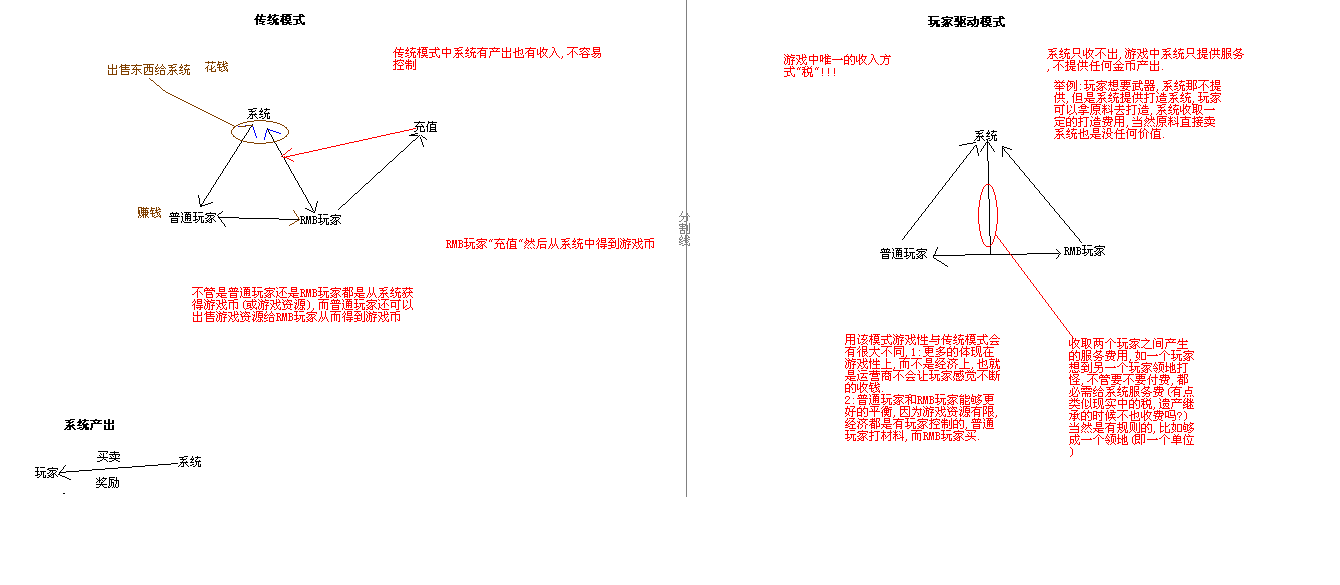 传统模式
传统模式中系统有产出也有收入,不容易
控制
出售东西给系统
花钱
系统
充值
赚钱
普通玩家
RMB玩家
RMB玩家“充值”然后从系统中得到游戏币
不管是普通玩家还是RMB玩家都是从系统获
得游戏币(或游戏资源),而普通玩家还可以
出售游戏资源给RMB玩家从而得到游戏币
系统产出
买卖
系统
玩家
奖励
分割线
玩家驱动模式
游戏中唯一的收入方
式“税”!!!
系统只收不出,游戏中系统只提供服务
,不提供任何金币产出.
举例:玩家想要武器,系统那不提
供,但是系统提供打造系统,玩家
可以拿原料去打造,系统收取一
定的打造费用,当然原料直接卖
系统也是没任何价值.
系统
普通玩家
RMB玩家
用该模式游戏性与传统模式会
有很大不同,1:更多的体现在
游戏性上,而不是经济上,也就
是运营商不会让玩家感觉不断
的收钱.
2:普通玩家和RMB玩家能够更
好的平衡,因为游戏资源有限,
经济都是有玩家控制的,普通
玩家打材料,而RMB玩家买.
收取两个玩家之间产生
的服务费用,如一个玩家
想到另一个玩家领地打
怪,不管要不要付费,都
必需给系统服务费(有点
类似现实中的税,遗产继
承的时候不也收费吗?)
当然是有规则的,比如够
成一个领地(即一个单位
)